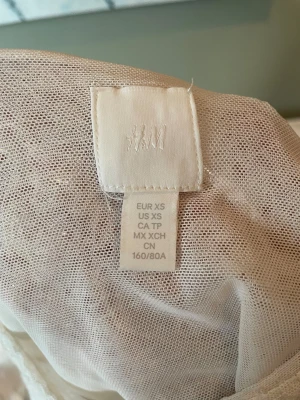 H&M
EUR XS
US XS
CA TP
MX XCH
CN
160/80A